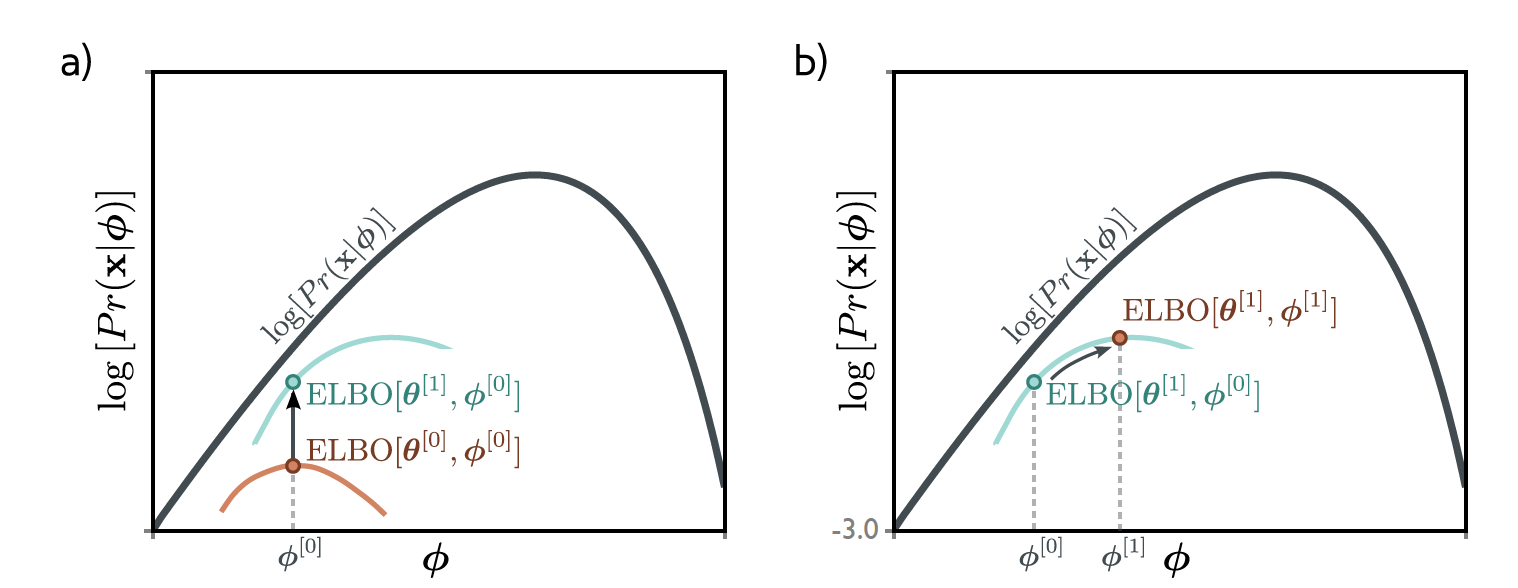 a)
log [Pr(𝐱|ϕ)]
log[Pr(𝐱|ϕ)]
ELBO[θ^[1], ϕ^[0]]
ELBO[θ^[0], ϕ^[0]]
ϕ^[0]
ϕ
b)
log [Pr(𝐱|ϕ)]
log[Pr(𝐱|ϕ)]
ELBO[θ^[1], ϕ^[1]]
ELBO[θ^[1], ϕ^[0]]
-3.0
ϕ^[0] ϕ^[1]
ϕ